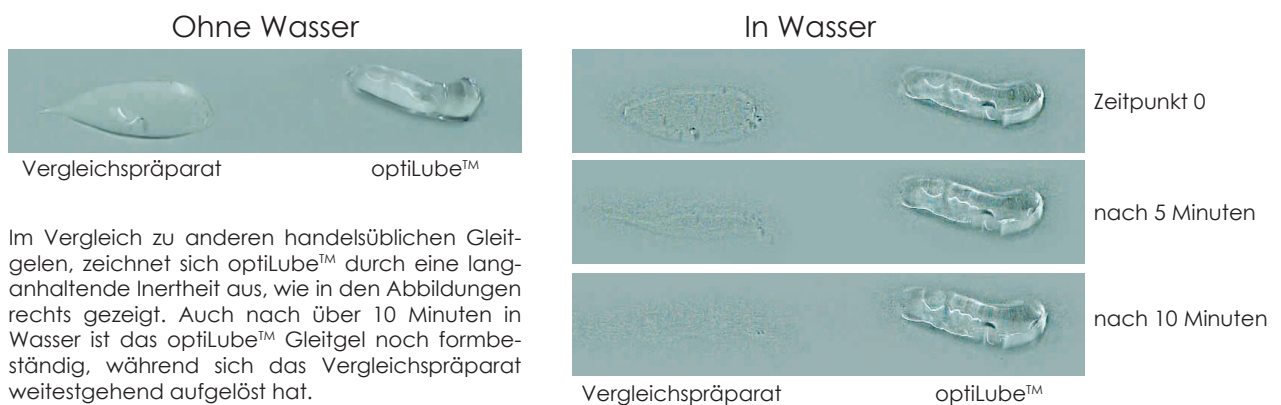 Ohne Wasser
Vergleichspräparat optiLube™
Im Vergleich zu anderen handelsüblichen Gleit-
gelen, zeichnet sich optiLube™ durch eine lang-
anhaltende Inertheit aus, wie in den Abbildungen
rechts gezeigt. Auch nach über 10 Minuten in
Wasser ist das optiLube™ Gleitgel noch formbe-
ständig, während sich das Vergleichspräparat
weitestgehend aufgelöst hat.
In Wasser
Zeitpunkt 0
nach 5 Minuten
nach 10 Minuten
Vergleichspräparat optiLube™